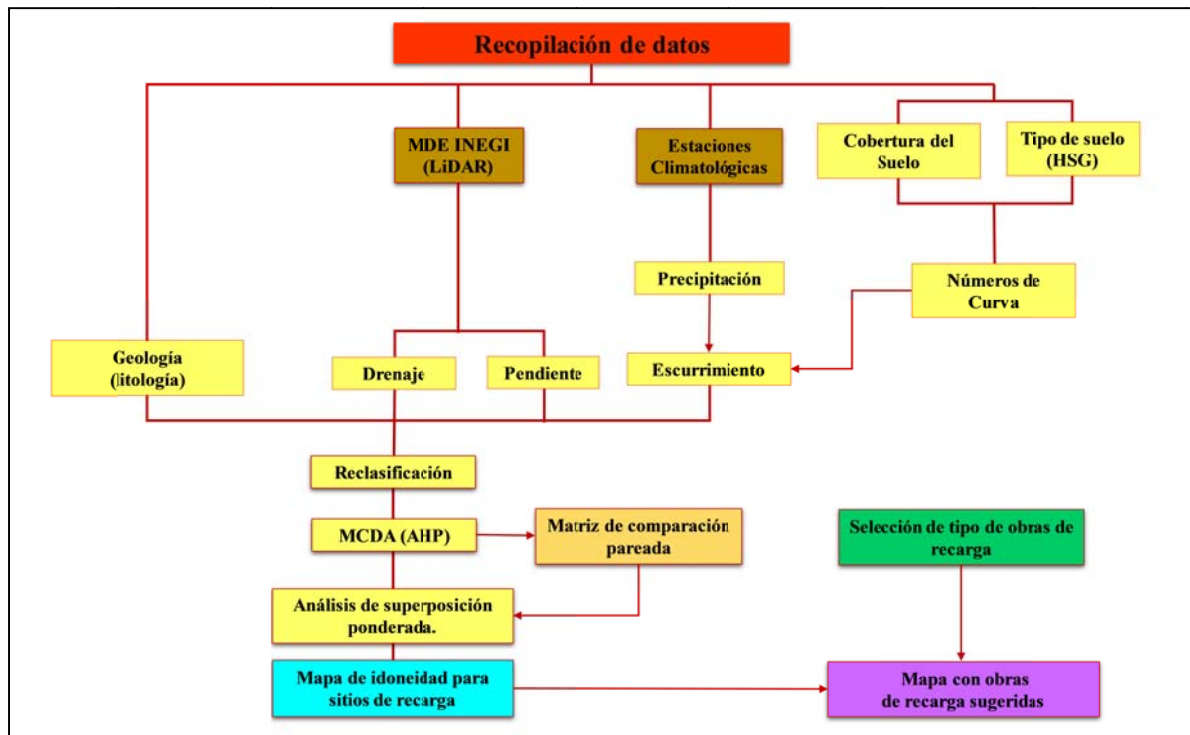 Recopilación de datos
MDE INEGI
(LiDAR)
Estaciones
Climatológicas
Cobertura del
Suelo
Tipo de suelo
(HSG)
Precipitación
Números de
Curva
Geología
(litología)
Drenaje
Pendiente
Escurrimiento
Reclasificación
MCDA (AHP)
Matriz de comparación
pareada
Selección de tipo de obras de
recarga
Análisis de superposición
ponderada.
Mapa de idoneidad para
sitios de recarga
Mapa con obras
de recarga sugeridas